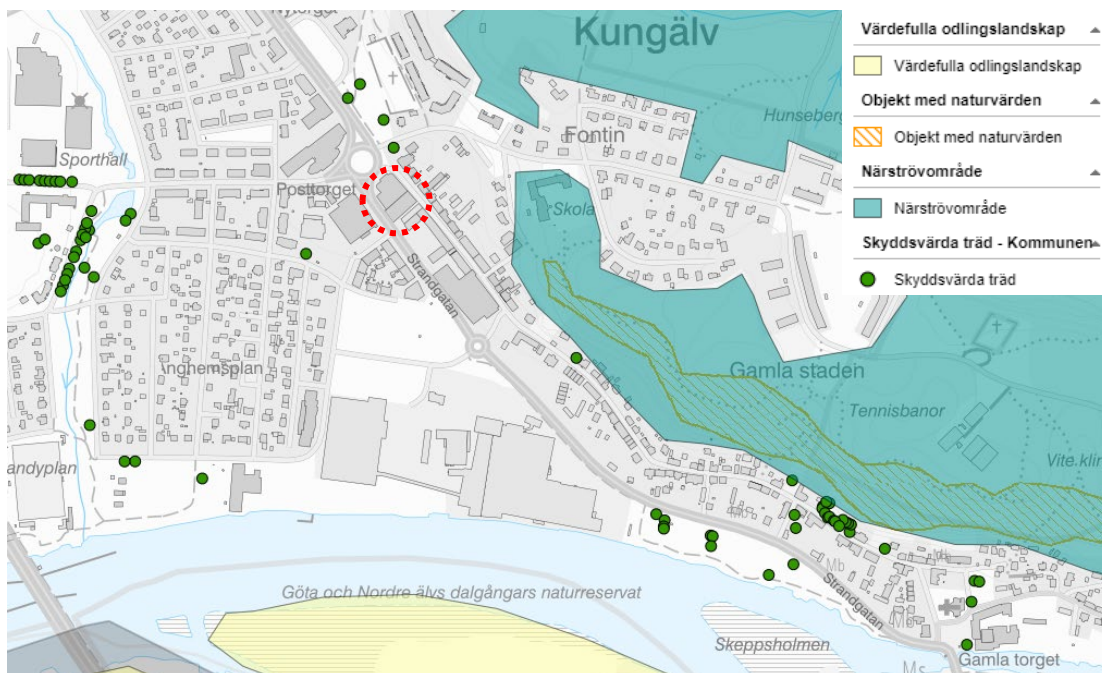 Nytorget
Kungälv
Hunseberg
Fontin
Sporthall
Posttorget
Skola
Strandgatan
Gamla staden
Tennisbanor
Vite klin
andyplan
Mb
Mb
Strandgatan
Göta och Nordre älvs dalgångars naturreservat
Skeppsholmen
Gamla torget
Ms
Värdefulla odlingslandskap
Värdefulla odlingslandskap
Objekt med naturvärden
Objekt med naturvärden
Närströvområde
Närströvområde
Skyddsvärda träd - Kommunen
Skyddsvärda träd